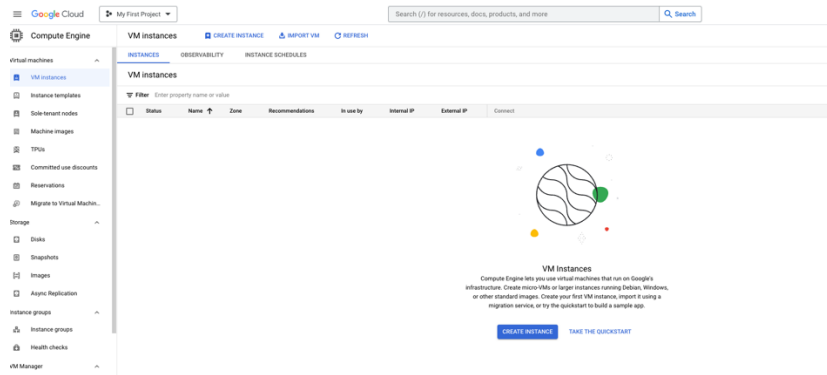 Google Cloud
My First Project
Search (/) for resources, docs, products, and more
Search
Compute Engine
VM instances
CREATE INSTANCE
IMPORT VM
REFRESH
INSTANCES
OBSERVABILITY
INSTANCE SCHEDULES
Virtual machines
VM instances
Instance templates
Sole-tenant nodes
Machine images
TPUs
Committed use discounts
Reservations
Migrate to Virtual Machin...
Storage
Disks
Snapshots
Images
Async Replication
Instance groups
Instance groups
Health checks
VM Manager
VM instances
Filter Enter property name or value
Status Name Zone Recommendations In use by Internal IP External IP Connect
VM Instances
Compute Engine lets you use virtual machines that run on Google's
infrastructure. Create micro-VMs or larger instances running Debian, Windows,
or other standard images. Create your first VM instance, import it using a
migration service, or try the quickstart to build a sample app.
CREATE INSTANCE
TAKE THE QUICKSTART